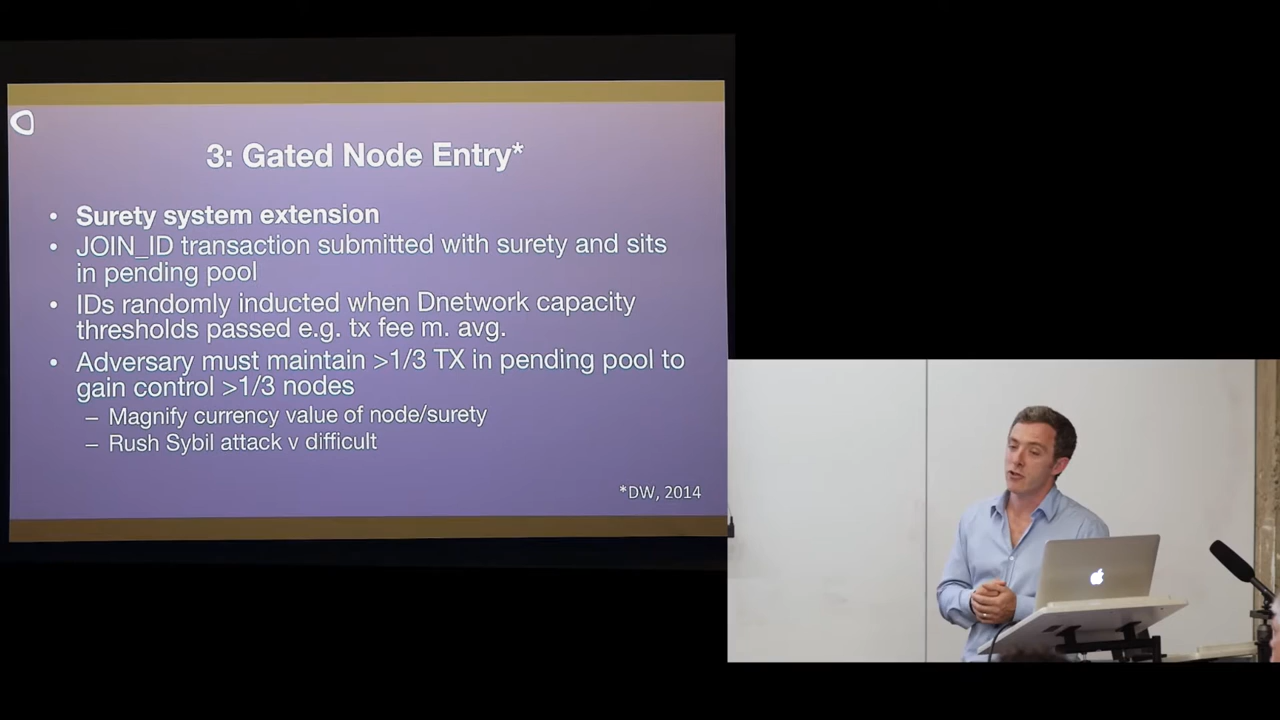 3: Gated Node Entry*
• Surety system extension
• JOIN_ID transaction submitted with surety and sits
in pending pool
• IDs randomly inducted when Dnetwork capacity
thresholds passed e.g. tx fee m. avg.
• Adversary must maintain >1/3 TX in pending pool to
gain control >1/3 nodes
– Magnify currency value of node/surety
– Rush Sybil attack v difficult
*DW, 2014